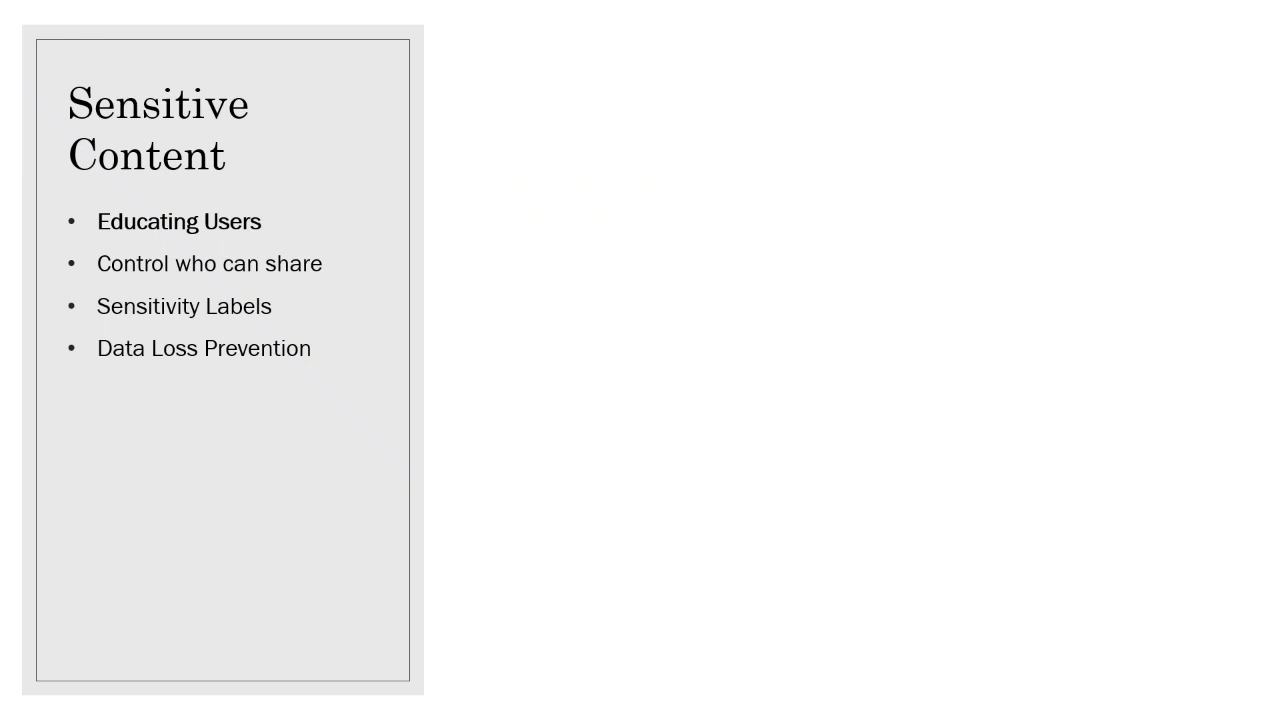 Sensitive
Content
• Educating Users
• Control who can share
• Sensitivity Labels
• Data Loss Prevention